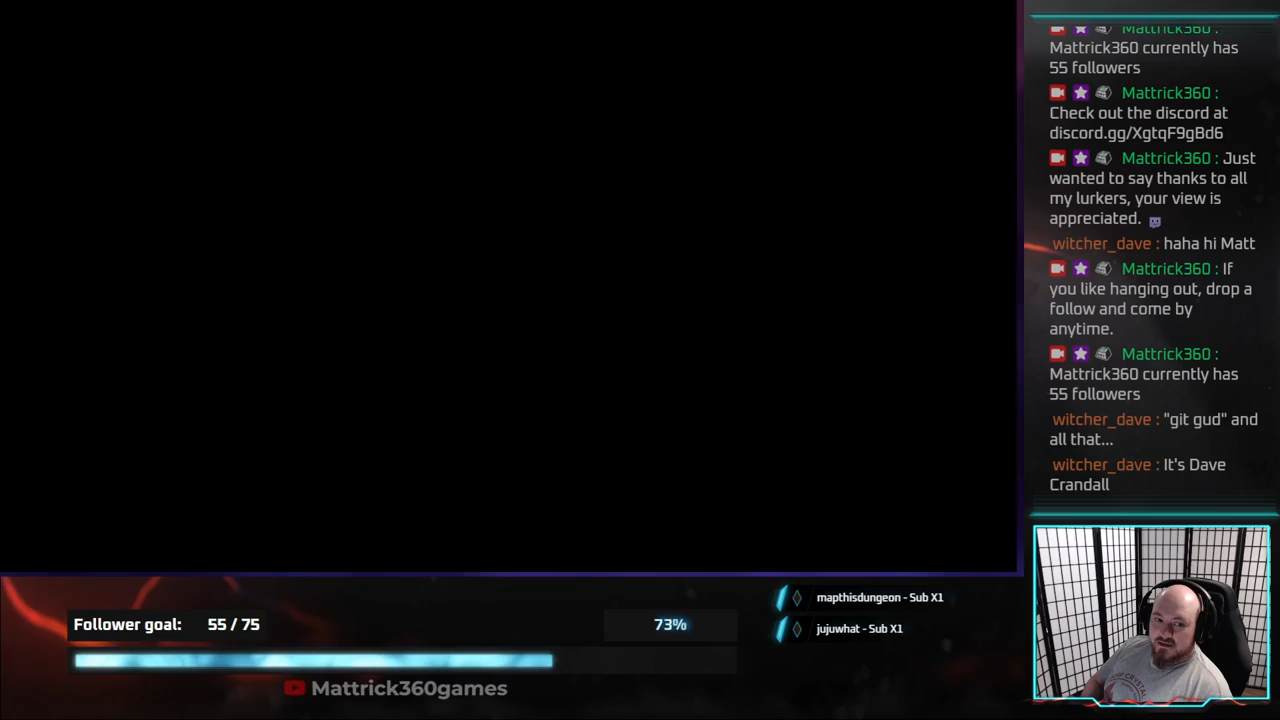 Mattrick360 :
Mattrick360 currently has
55 followers
Mattrick360 :
Check out the discord at
discord.gg/XgtqF9gBd6
Mattrick360 : Just
wanted to say thanks to all
my lurkers, your view is
appreciated.
witcher_dave : haha hi Matt
Mattrick360 : If
you like hanging out, drop a
follow and come by
anytime.
Mattrick360 :
Mattrick360 currently has
55 followers
witcher_dave : "git gud" and
all that...
witcher_dave : It's Dave
Crandall
Follower goal: 55 / 75 73%
Mattrick360games
mapthisdungeon - Sub X1
jujuwhat - Sub X1